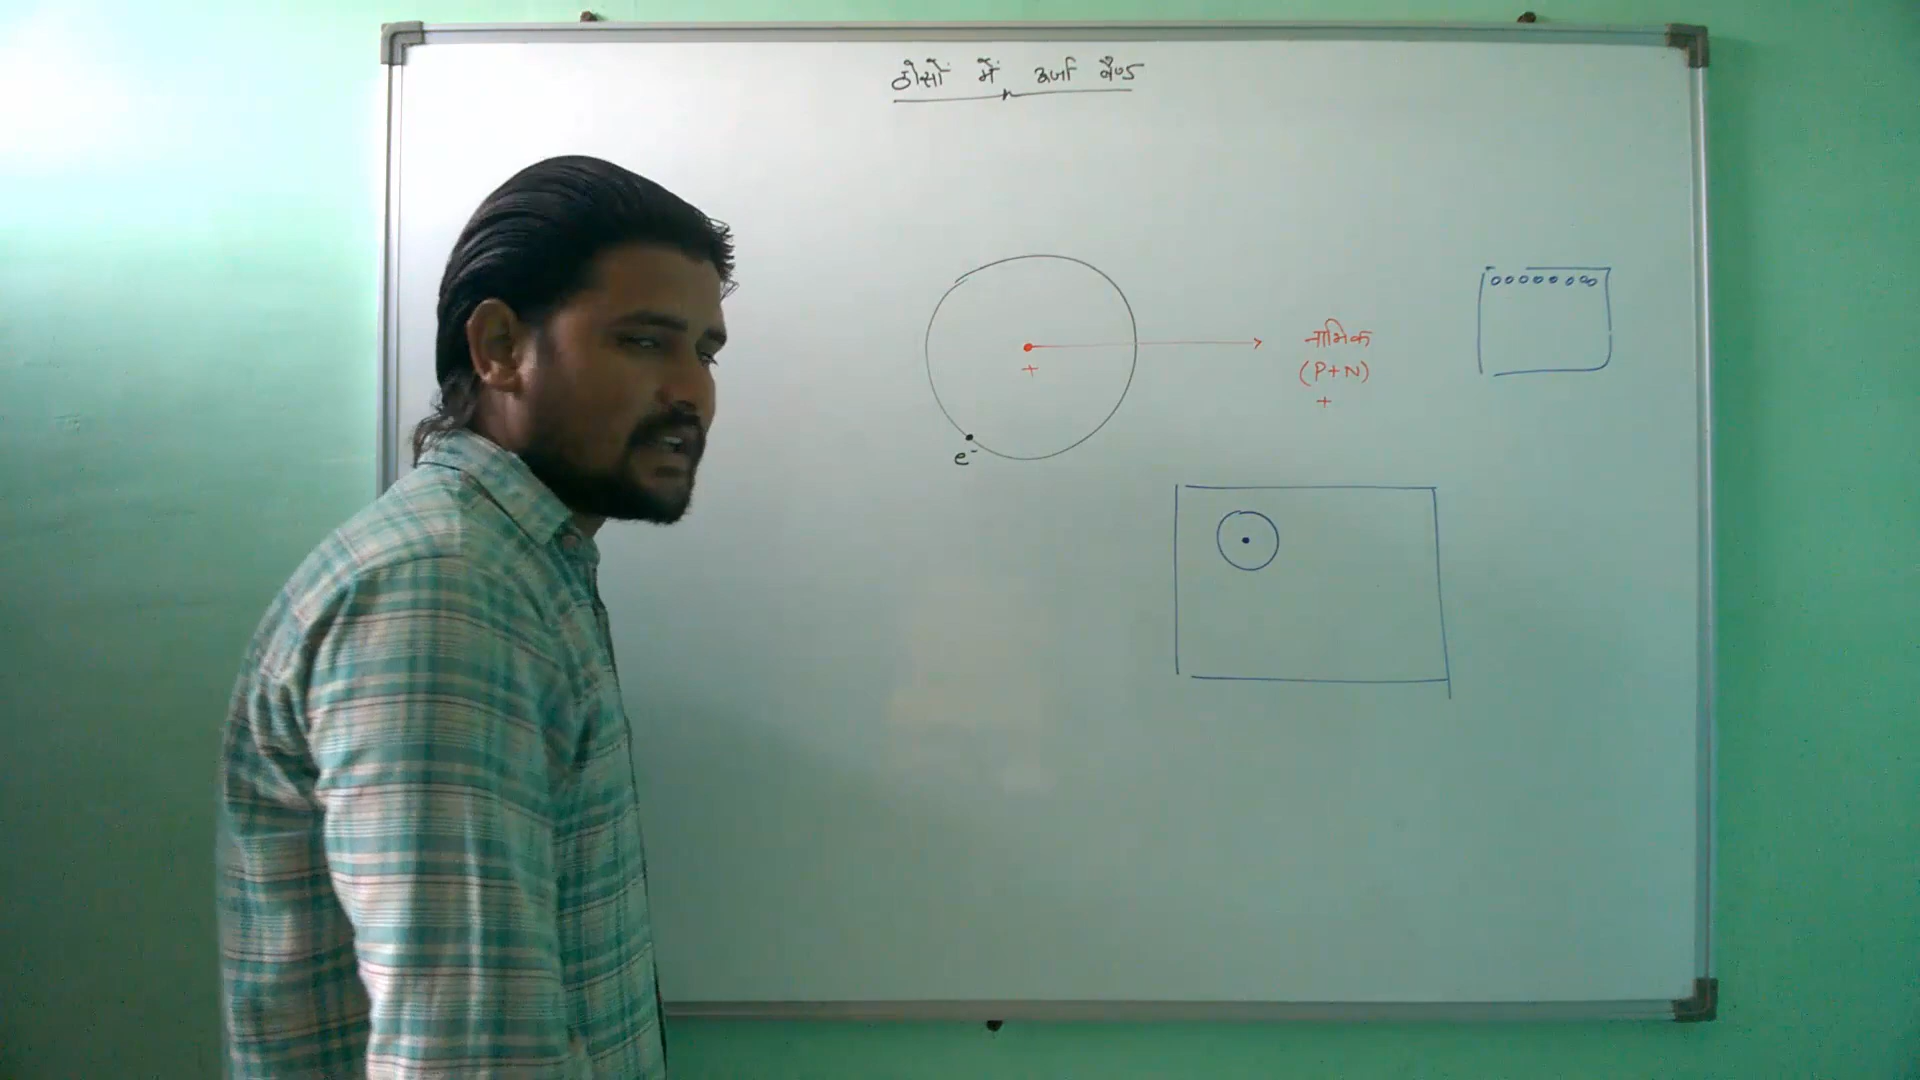 ठोसों में ऊर्जा बैण्ड
+
नाभिक
(P+N)
+
e⁻